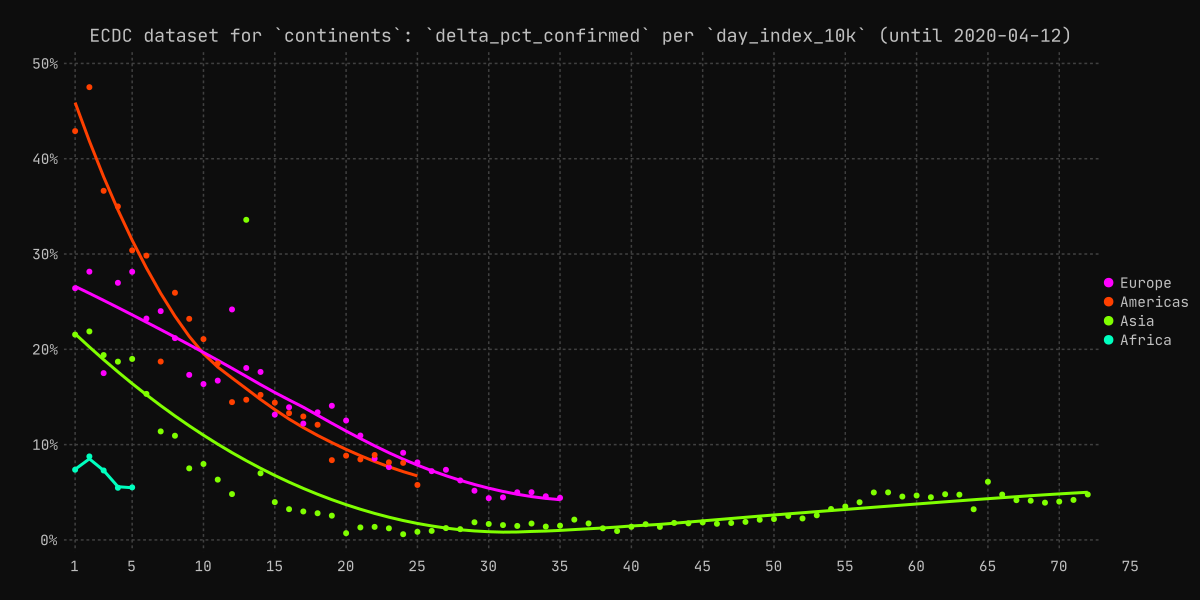 ECDC dataset for `continents`: `delta_pct_confirmed` per `day_index_10k` (until 2020-04-12)
50%
40%
30%
20%
10%
0%
1 5 10 15 20 25 30 35 40 45 50 55 60 65 70 75
Europe
Americas
Asia
Africa